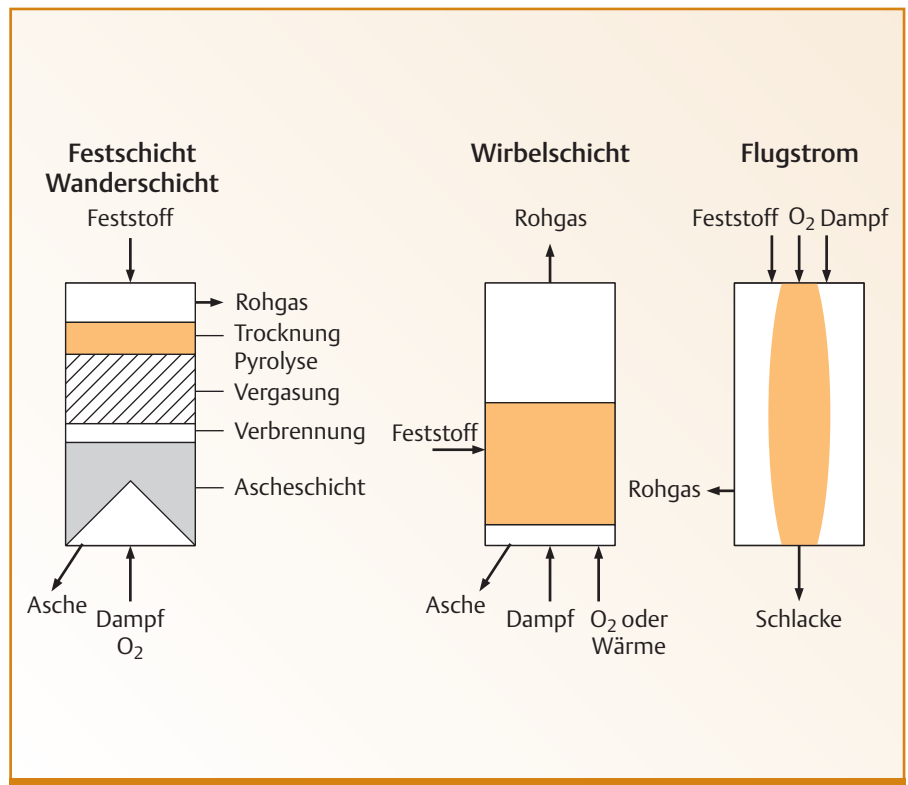 Festschicht
Wanderschicht
Feststoff
Rohgas
Trocknung
Pyrolyse
Vergasung
Verbrennung
Ascheschicht
Asche
Dampf
O₂
Wirbelschicht
Rohgas
Feststoff
Asche
Dampf
O₂ oder
Wärme
Flugstrom
Feststoff O₂ Dampf
Rohgas
Schlacke